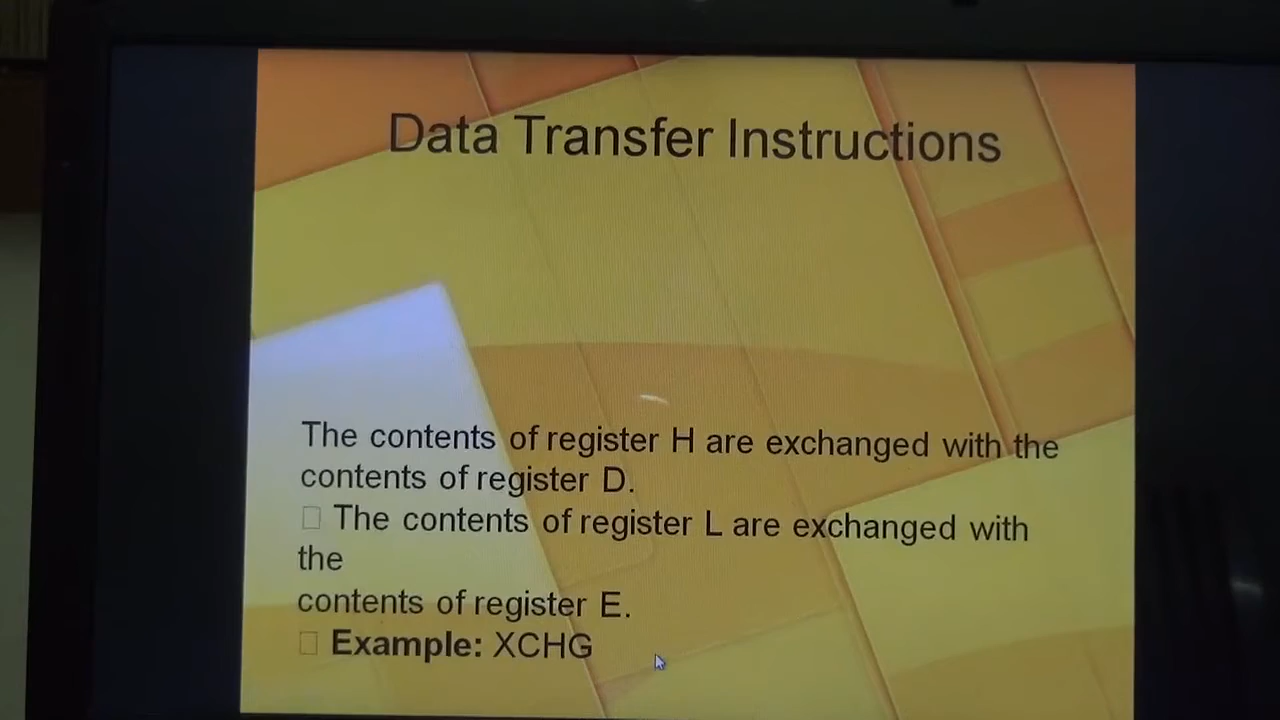 Data Transfer Instructions
The contents of register H are exchanged with the
contents of register D.
The contents of register L are exchanged with
the
contents of register E.
Example: XCHG